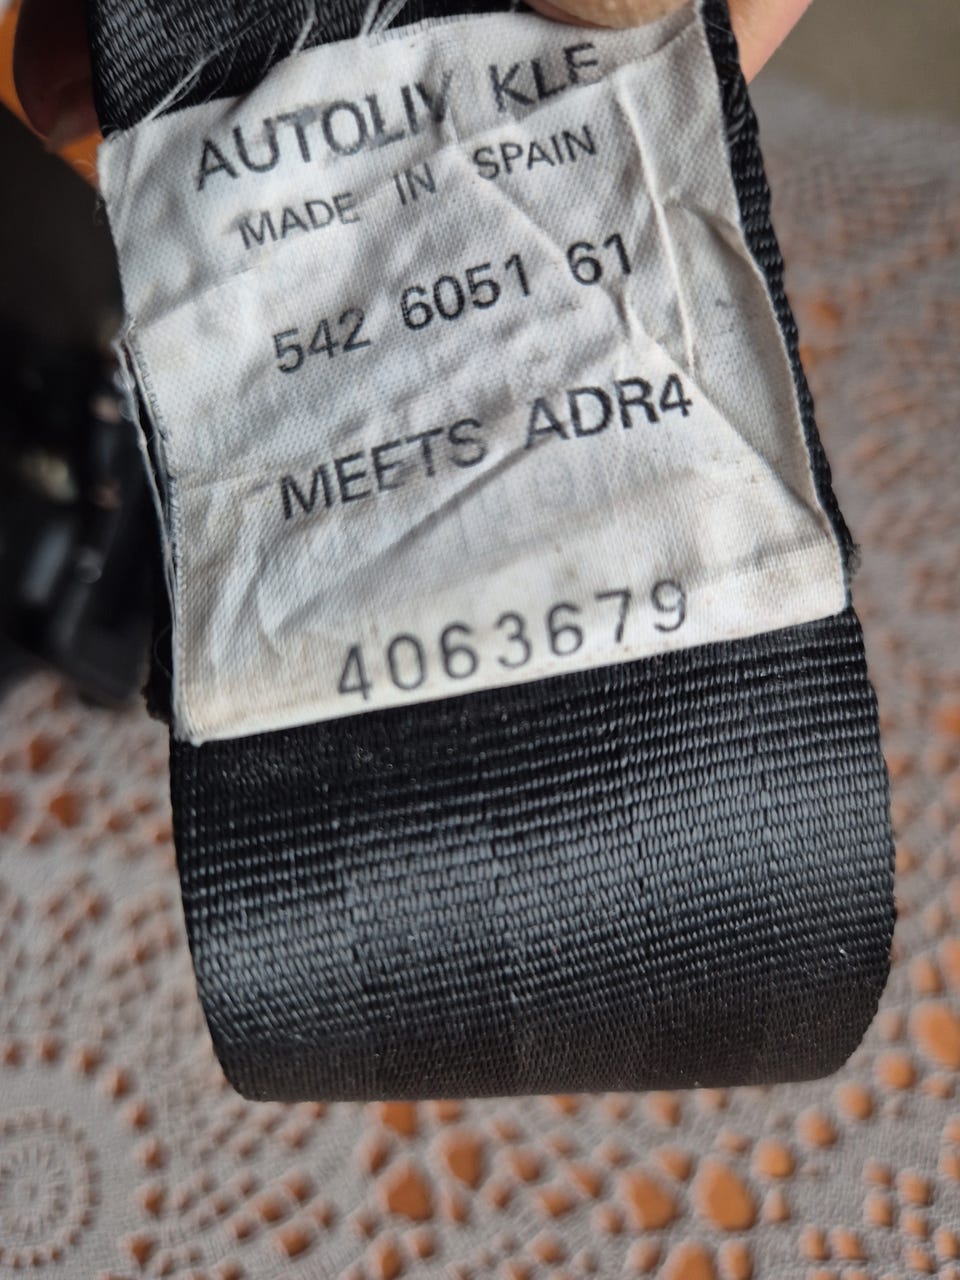 AUTOLIV KLE
MADE IN SPAIN
542 6051 61
MEETS ADR4
4063679